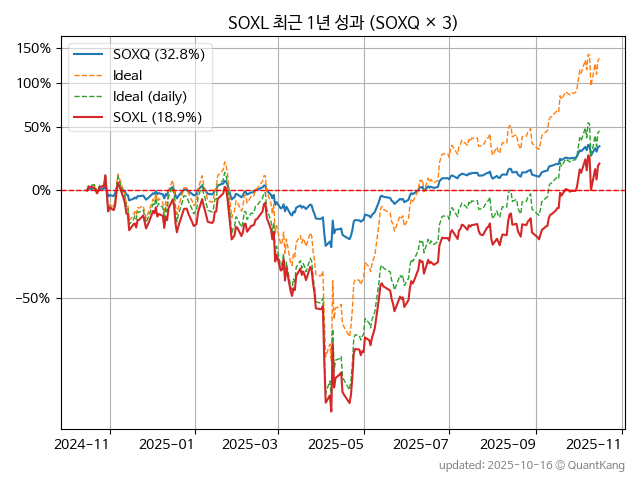 SOXL 최근 1년 성과 (SOXQ × 3)
SOXQ (32.8%)
Ideal
Ideal (daily)
SOXL (18.9%)
150%
100%
50%
0%
−50%
2024-11
2025-01
2025-03
2025-05
2025-07
2025-09
2025-11
updated: 2025-10-16 © QuantKang